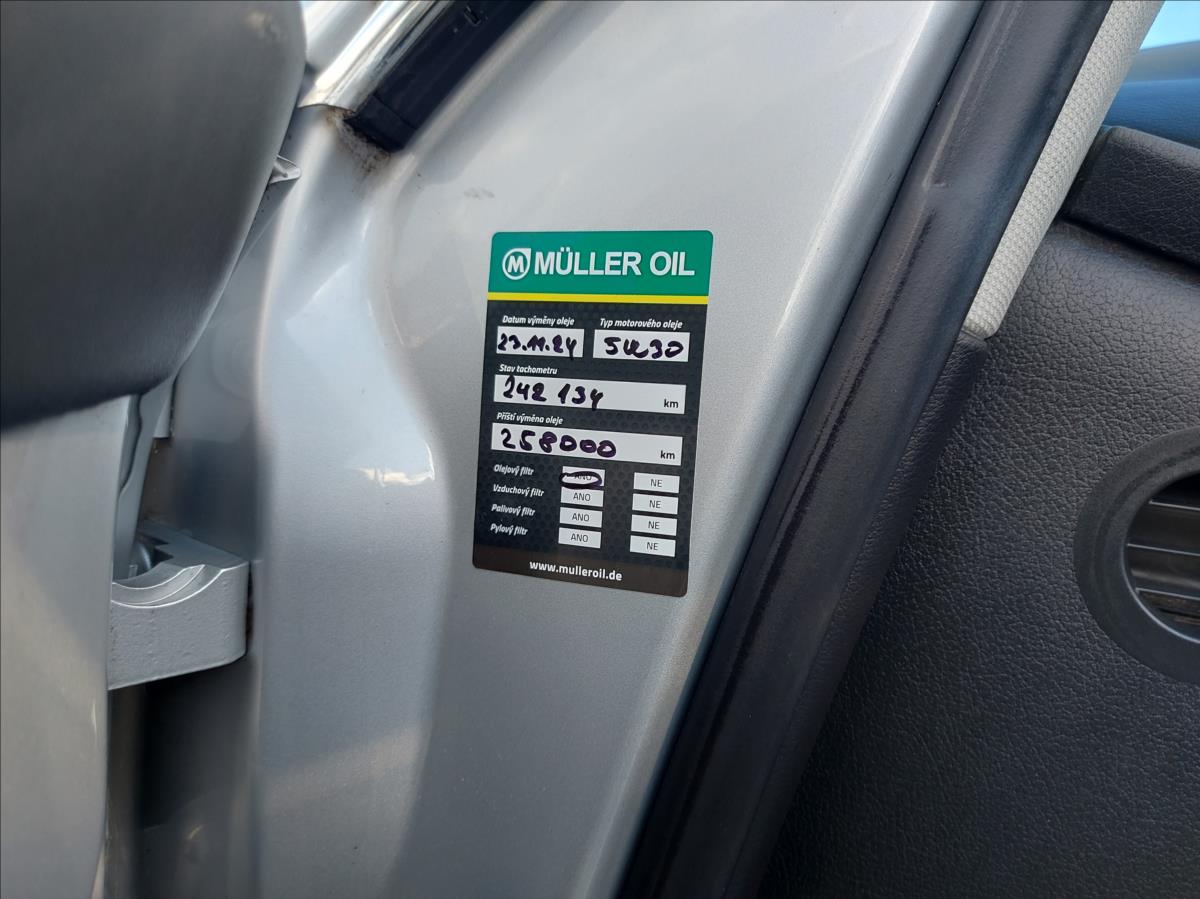 M MÜLLER OIL
Datum výměny oleje Typ motorového oleje
23.11.24 5W30
Stav tachometru
242 134 km
Příští výměna oleje
258000 km
Olejový filtr ANO NE
Vzduchový filtr ANO NE
Palivový filtr ANO NE
Pylový filtr ANO NE
www.mulleroil.de